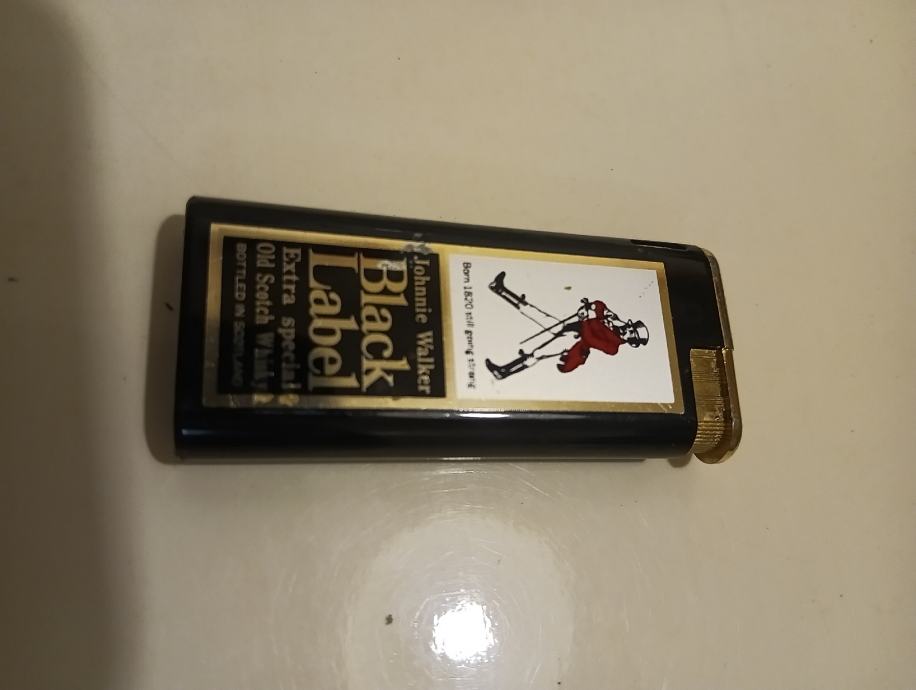 Born 1820 still going strong
Johnnie Walker
Black
Label
Extra special
Old Scotch Whisky
BOTTLED IN SCOTLAND